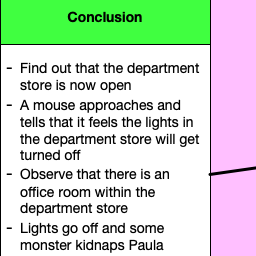 Conclusion
- Find out that the department
store is now open
- A mouse approaches and
tells that it feels the lights in
the department store will get
turned off
- Observe that there is an
office room within the
department store
- Lights go off and some
monster kidnaps Paula